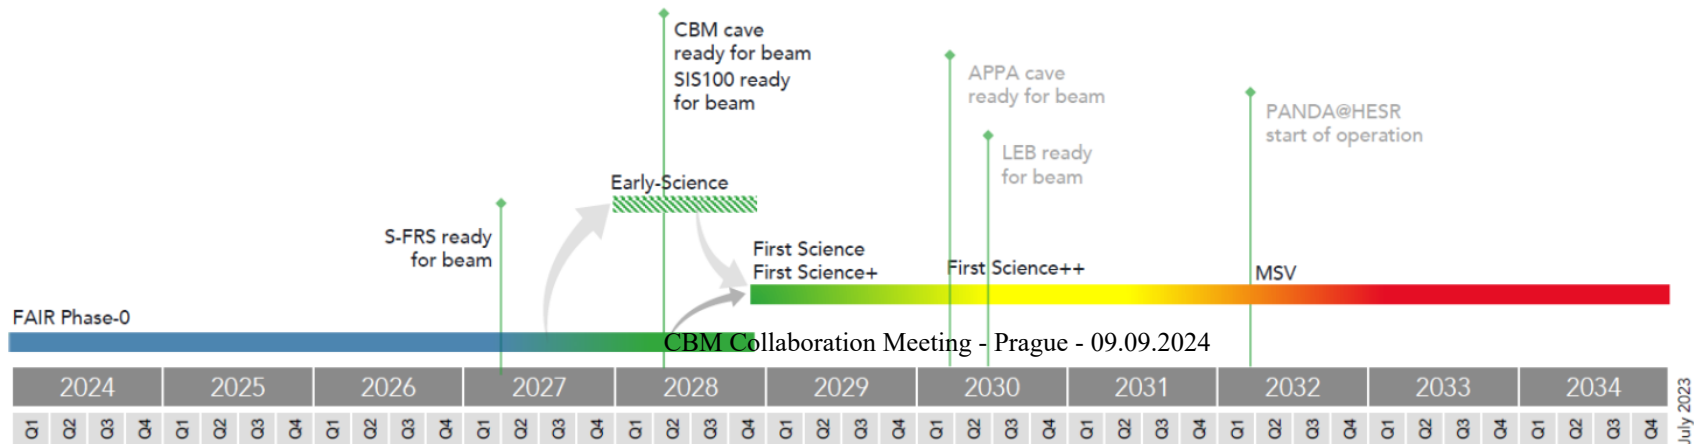 CBM cave
ready for beam
SIS100 ready
for beam
APPA cave
ready for beam
PANDA@HESR
start of operation
LEB ready
for beam
Early-Science
S-FRS ready
for beam
First Science
First Science+
First Science++
MSV
FAIR Phase-0
CBM Collaboration Meeting - Prague - 09.09.2024
2024 2025 2026 2027 2028 2029 2030 2031 2032 2033 2034
Q1 Q2 Q3 Q4 Q1 Q2 Q3 Q4 Q1 Q2 Q3 Q4 Q1 Q2 Q3 Q4 Q1 Q2 Q3 Q4 Q1 Q2 Q3 Q4 Q1 Q2 Q3 Q4 Q1 Q2 Q3 Q4 Q1 Q2 Q3 Q4 Q1 Q2 Q3 Q4 Q1 Q2 Q3 Q4
July 2023